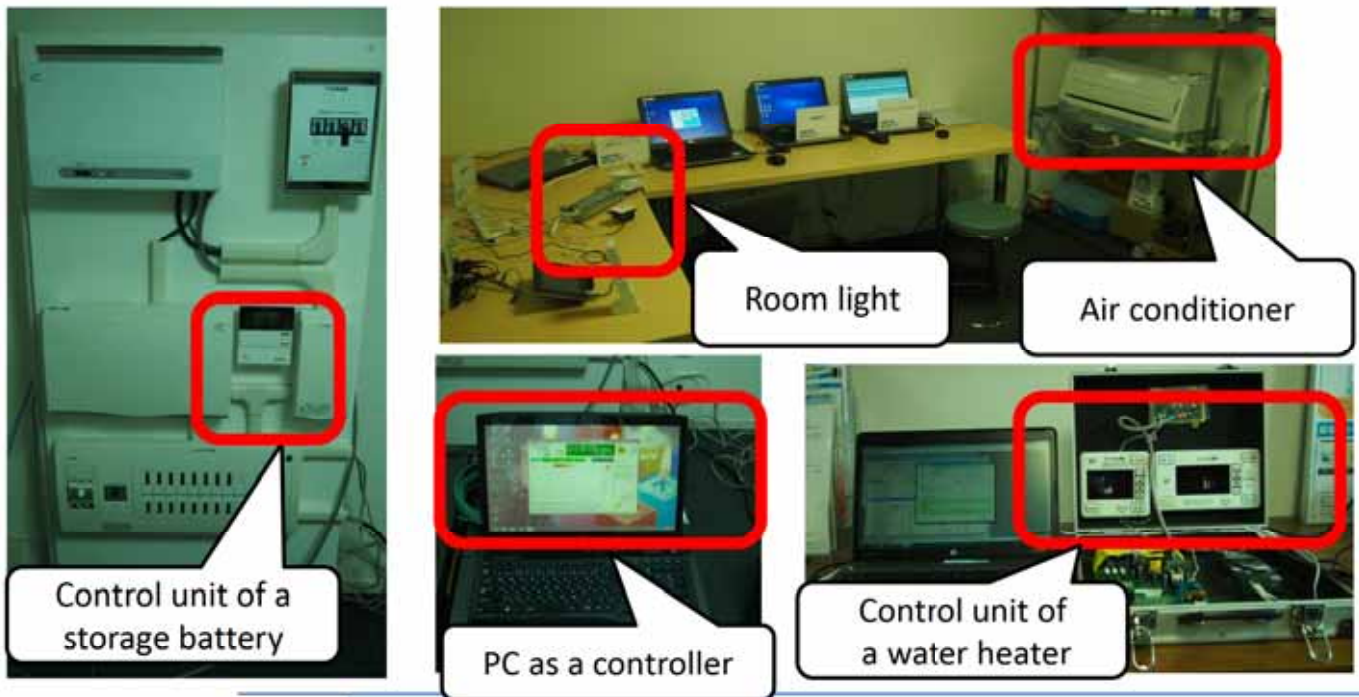 Room light
Air conditioner
Control unit of a
storage battery
PC as a controller
Control unit of
a water heater